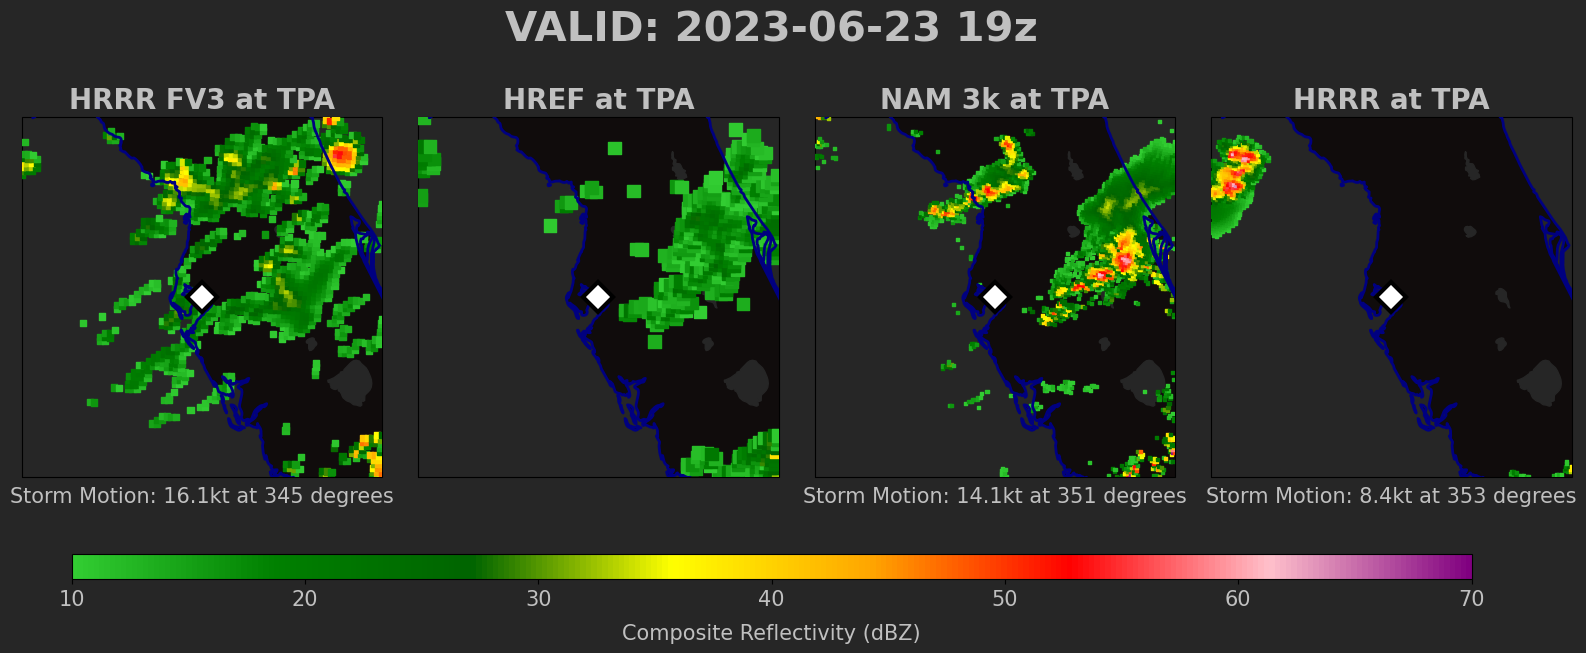 VALID: 2023-06-23 19z
HRRR FV3 at TPA
HREF at TPA
NAM 3k at TPA
HRRR at TPA
Storm Motion: 16.1kt at 345 degrees
Storm Motion: 14.1kt at 351 degrees
Storm Motion: 8.4kt at 353 degrees
10 20 30 40 50 60 70
Composite Reflectivity (dBZ)